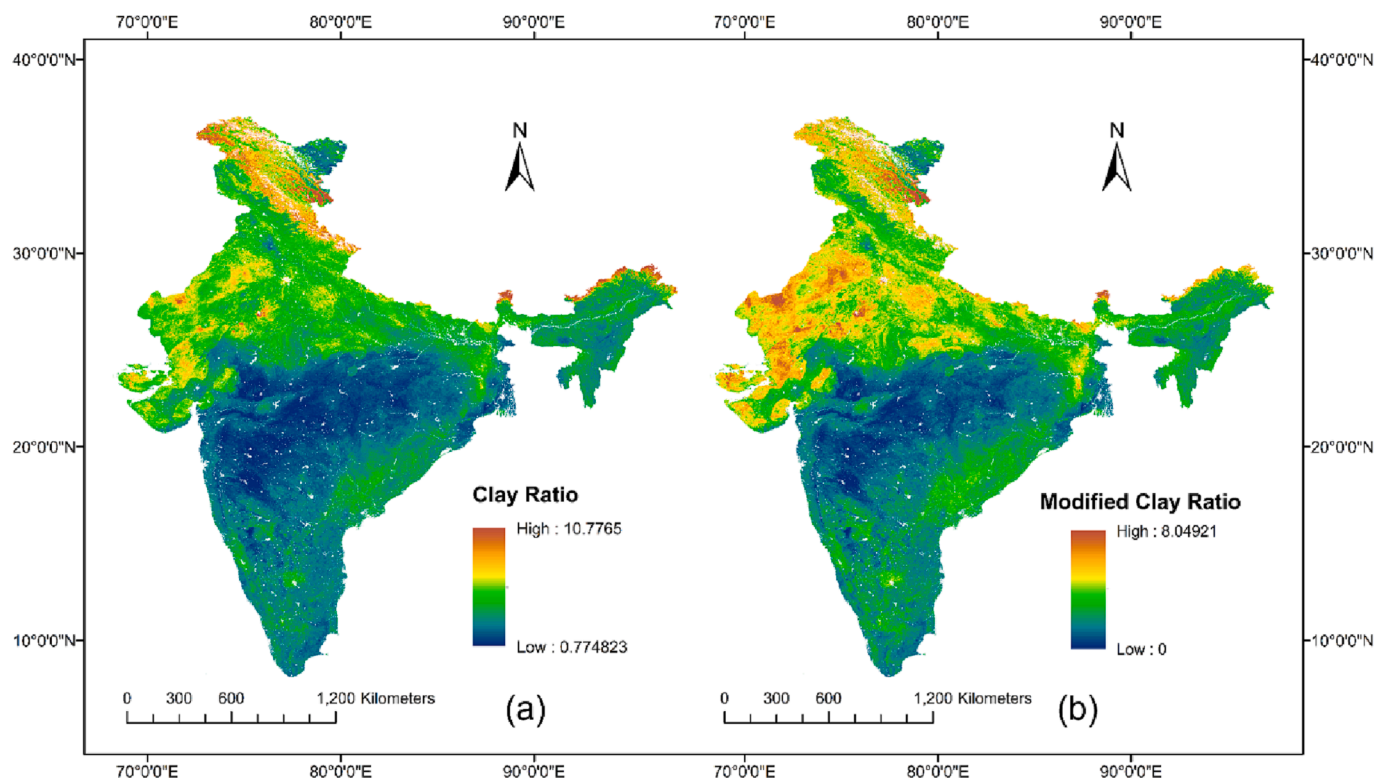 70°0'0"E 80°0'0"E 90°0'0"E 70°0'0"E 80°0'0"E 90°0'0"E
40°0'0"N 40°0'0"N
N N
30°0'0"N 30°0'0"N
20°0'0"N 20°0'0"N
Clay Ratio Modified Clay Ratio
High : 10.7765 High : 8.04921
Low : 0.774823 Low : 0
10°0'0"N 10°0'0"N
0 300 600 1,200 Kilometers 0 300 600 1,200 Kilometers
(a) (b)
70°0'0"E 80°0'0"E 90°0'0"E 70°0'0"E 80°0'0"E 90°0'0"E